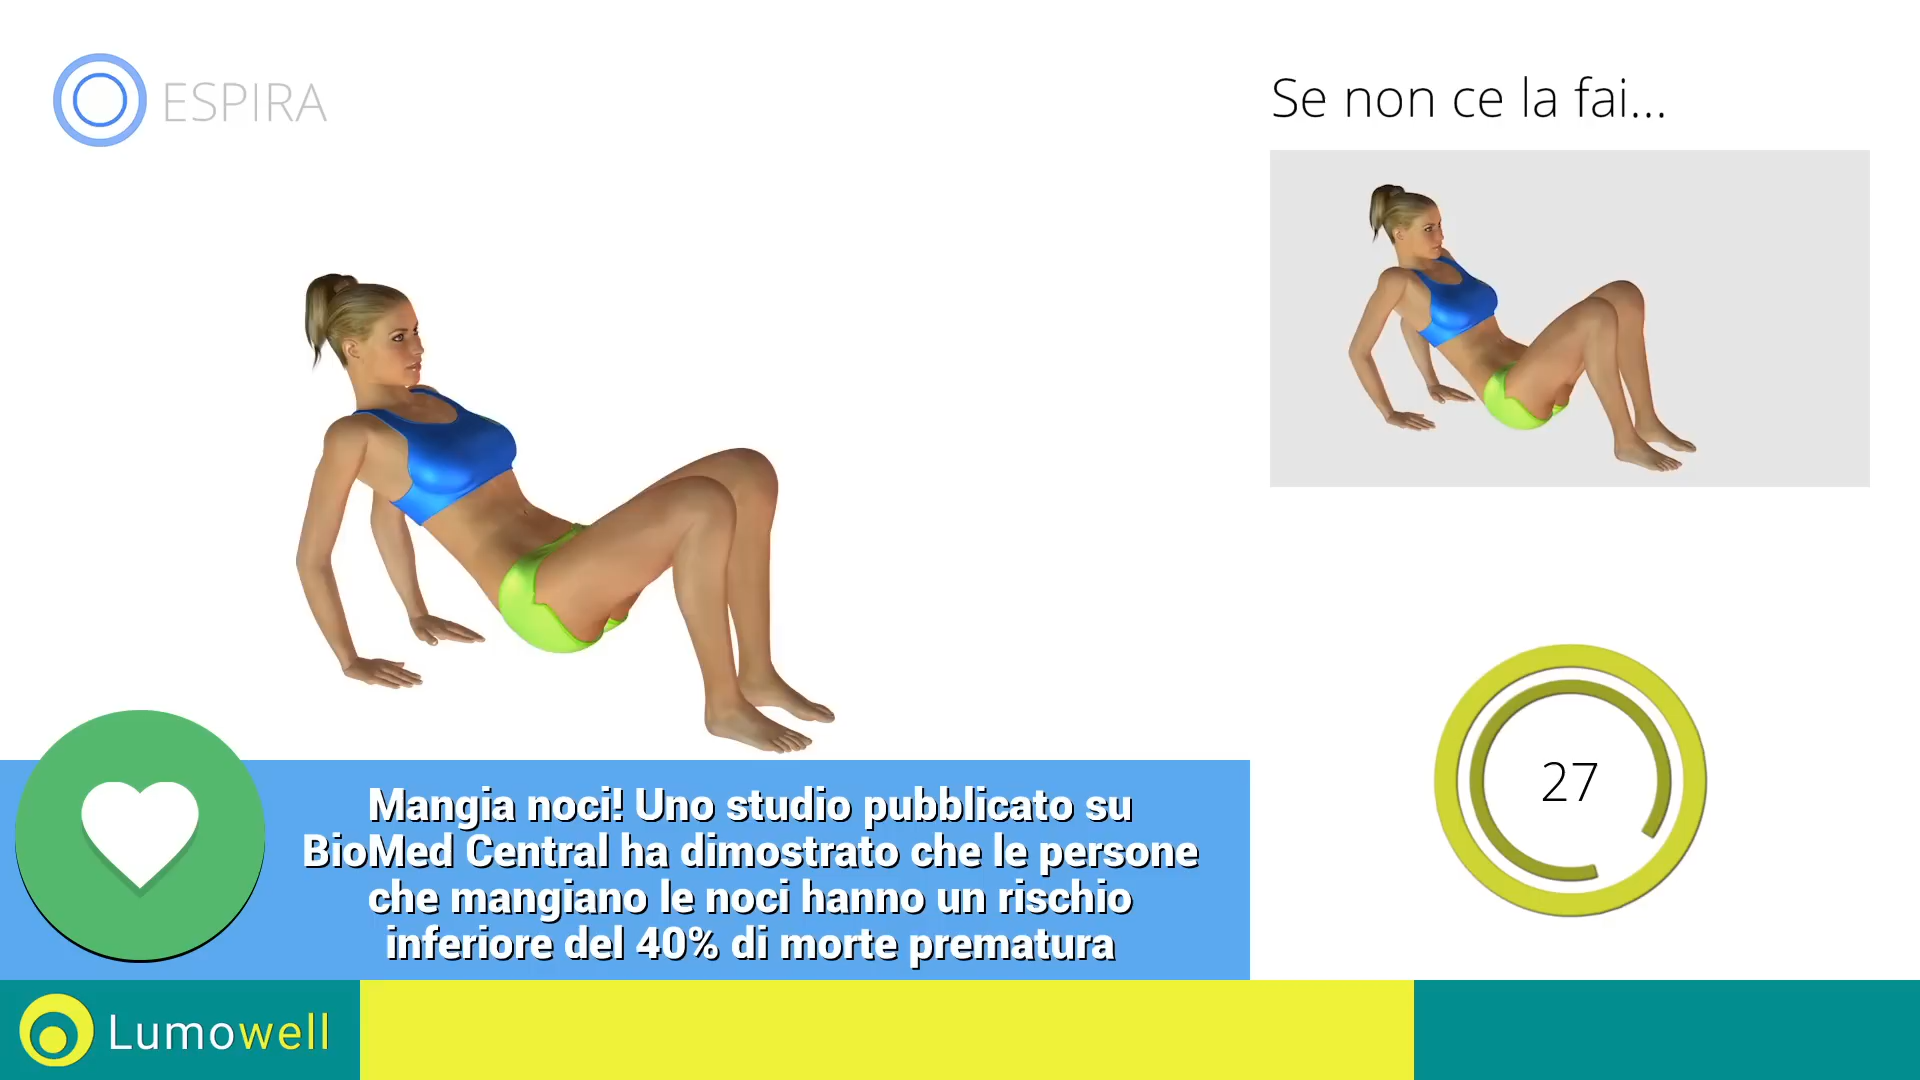 ESPIRA
Se non ce la fai...
27
Mangia noci! Uno studio pubblicato su
BioMed Central ha dimostrato che le persone
che mangiano le noci hanno un rischio
inferiore del 40% di morte prematura
Lumowell